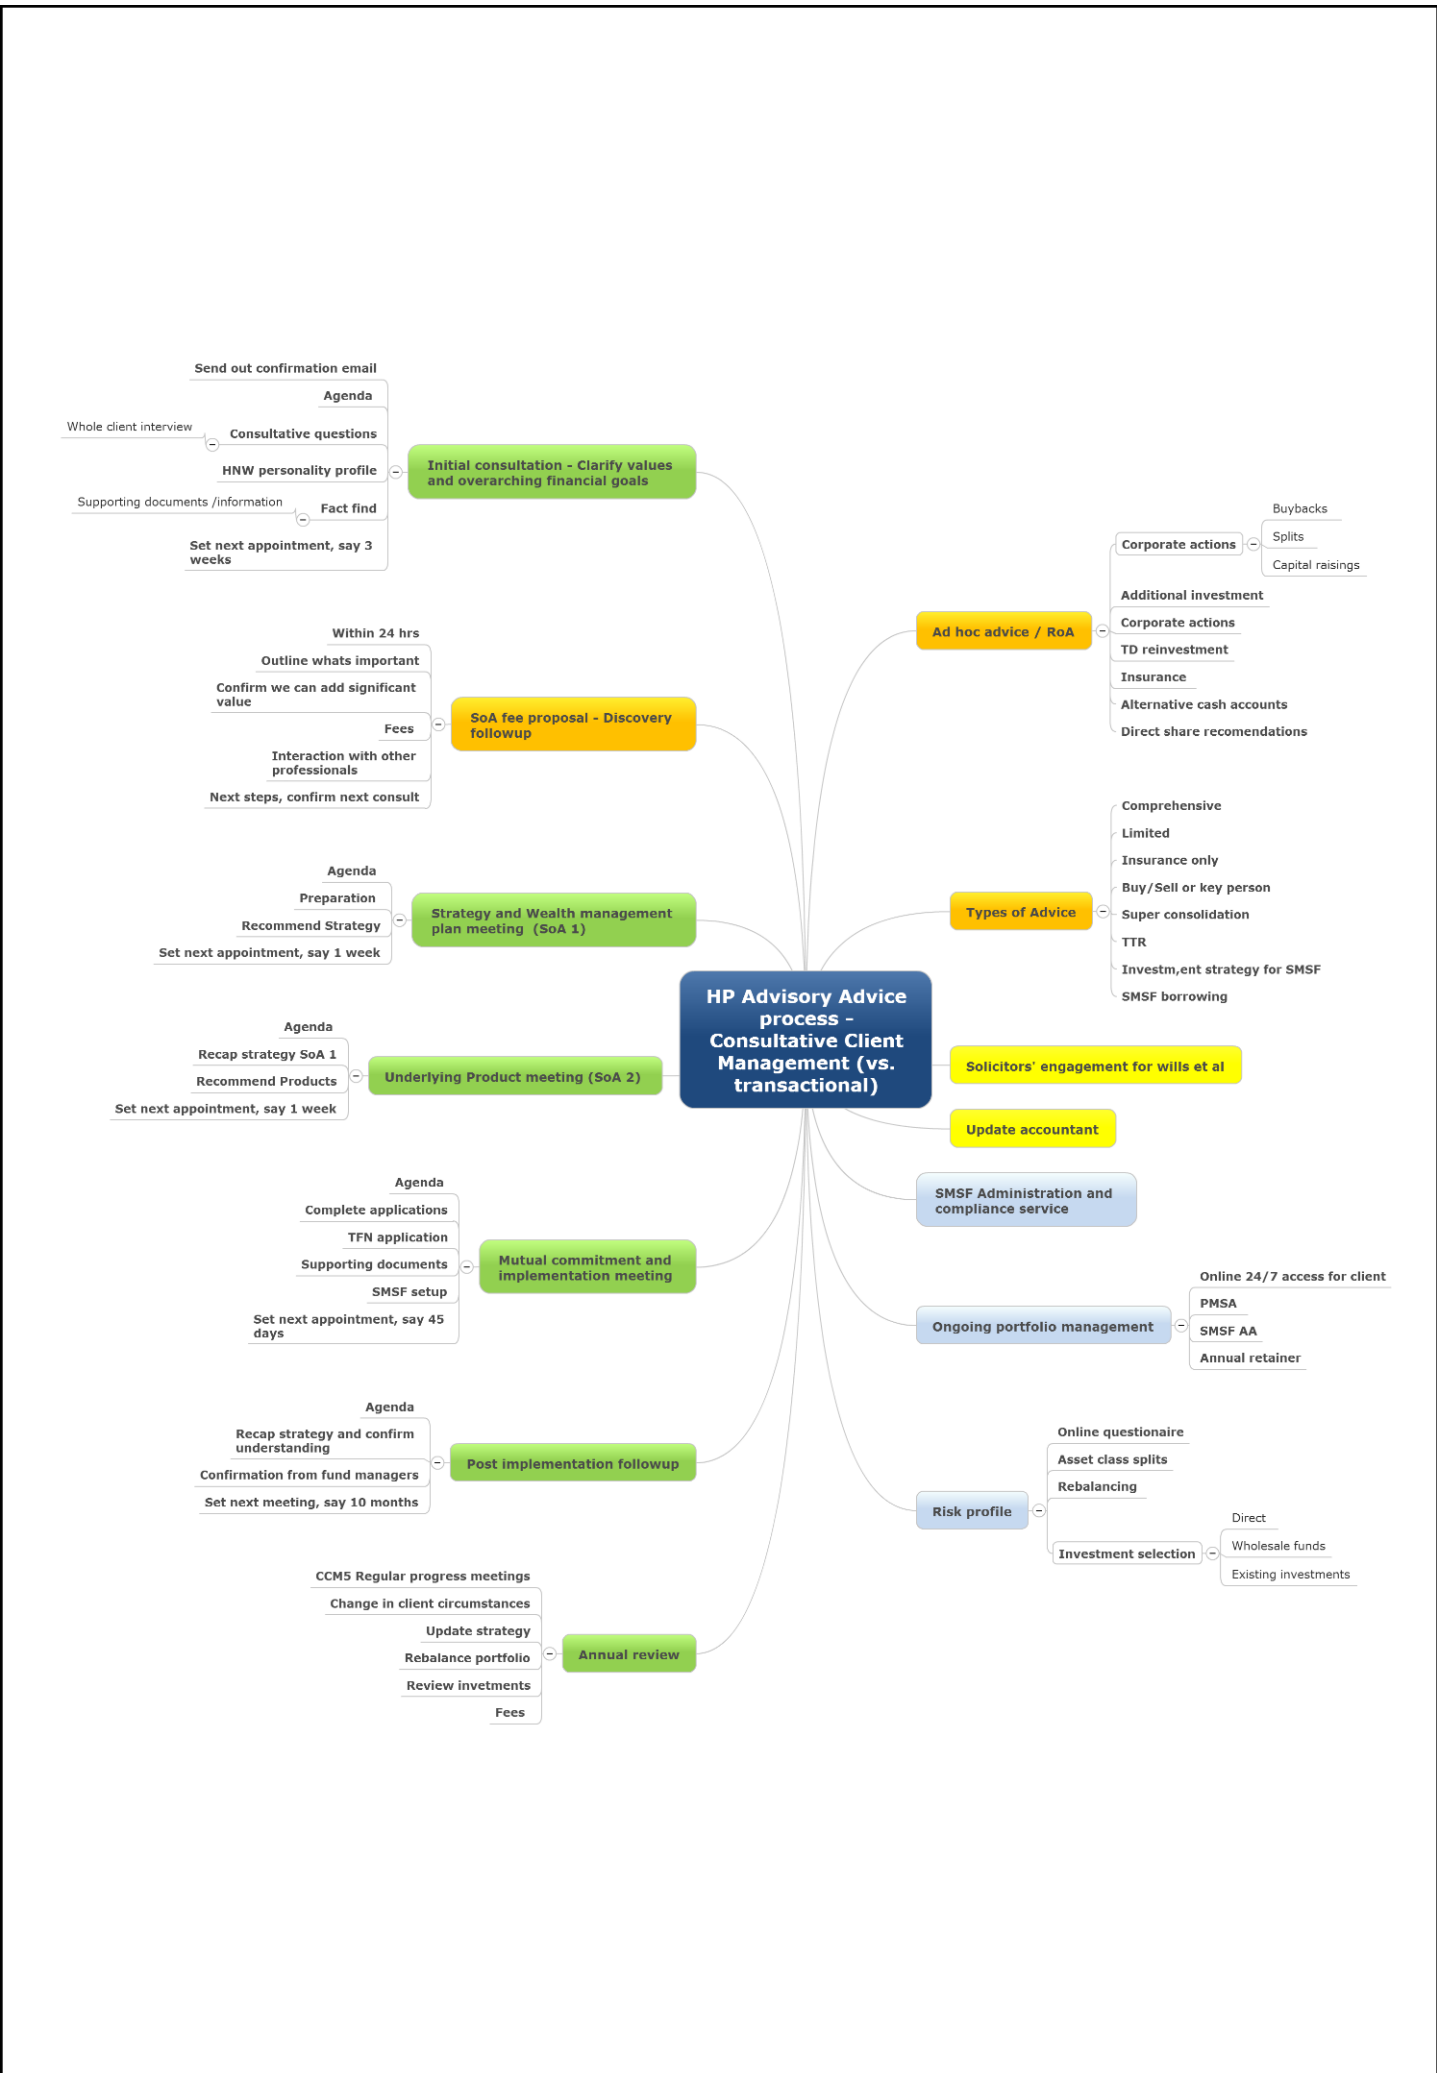 HP Advisory Advice
process –
Consultative Client
Management (vs.
transactional)
Initial consultation - Clarify values
and overarching financial goals
Send out confirmation email
Agenda
Consultative questions
Whole client interview
HNW personality profile
Fact find
Supporting documents /information
Set next appointment, say 3
weeks
SoA fee proposal - Discovery
followup
Within 24 hrs
Outline whats important
Confirm we can add significant
value
Fees
Interaction with other
professionals
Next steps, confirm next consult
Strategy and Wealth management
plan meeting  (SoA 1)
Agenda
Preparation
Recommend Strategy
Set next appointment, say 1 week
Underlying Product meeting (SoA 2)
Agenda
Recap strategy SoA 1
Recommend Products
Set next appointment, say 1 week
Mutual commitment and
implementation meeting
Agenda
Complete applications
TFN application
Supporting documents
SMSF setup
Set next appointment, say 45
days
Post implementation followup
Agenda
Recap strategy and confirm
understanding
Confirmation from fund managers
Set next meeting, say 10 months
Annual review
CCM5 Regular progress meetings
Change in client circumstances
Update strategy
Rebalance portfolio
Review invetments
Fees
Ad hoc advice / RoA
Corporate actions
Buybacks
Splits
Capital raisings
Additional investment
Corporate actions
TD reinvestment
Insurance
Alternative cash accounts
Direct share recomendations
Types of Advice
Comprehensive
Limited
Insurance only
Buy/Sell or key person
Super consolidation
TTR
Investm,ent strategy for SMSF
SMSF borrowing
Solicitors' engagement for wills et al
Update accountant
SMSF Administration and
compliance service
Ongoing portfolio management
Online 24/7 access for client
PMSA
SMSF AA
Annual retainer
Risk profile
Online questionaire
Asset class splits
Rebalancing
Investment selection
Direct
Wholesale funds
Existing investments